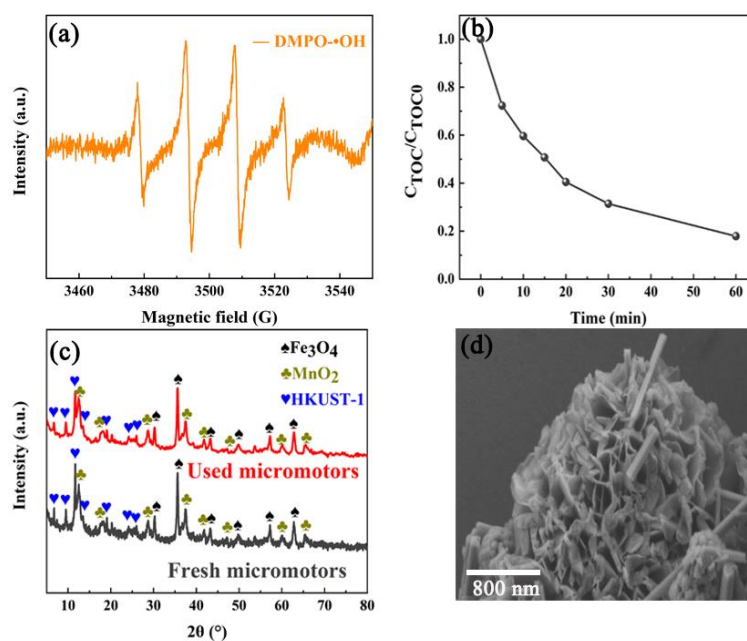 (a)
DMPO-•OH
Intensity (a.u.)
3460 3480 3500 3520 3540
Magnetic field (G)
(b)
C_TOC/C_TOC0
1.0
0.8
0.6
0.4
0.2
0.0
0 10 20 30 40 50 60
Time (min)
(c)
♠Fe₃O₄
♣MnO₂
♥HKUST-1
Used micromotors
Fresh micromotors
Intensity (a.u.)
10 20 30 40 50 60 70 80
2θ (°)
(d)
800 nm